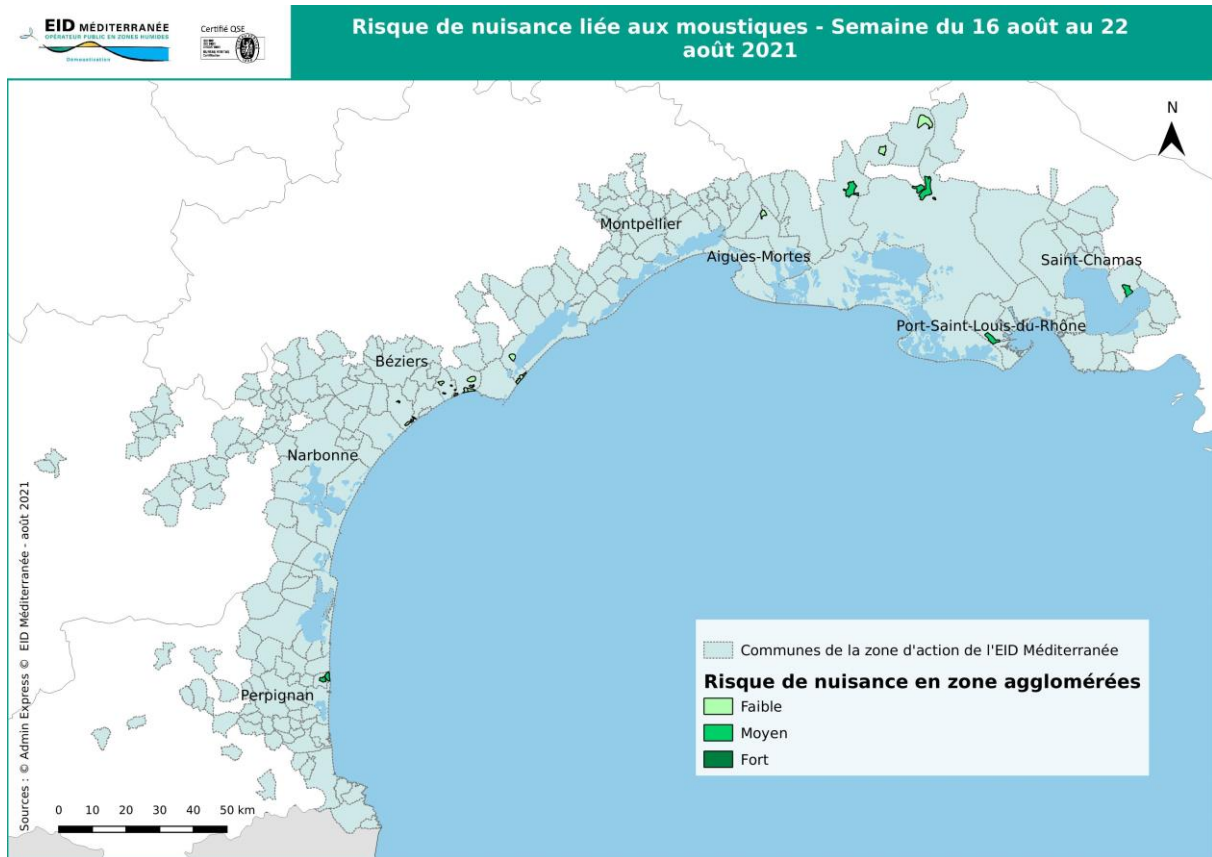 EID MÉDITERRANÉE
OPÉRATEUR PUBLIC EN ZONES HUMIDES
Démoustication
Certifié QSE
Risque de nuisance liée aux moustiques - Semaine du 16 août au 22
août 2021
N
Montpellier
Aigues-Mortes
Saint-Chamas
Port-Saint-Louis-du-Rhône
Béziers
Narbonne
Perpignan
Communes de la zone d'action de l'EID Méditerranée
Risque de nuisance en zone agglomérées
Faible
Moyen
Fort
0 10 20 30 40 50 km
Sources : © Admin Express © EID Méditerranée - août 2021